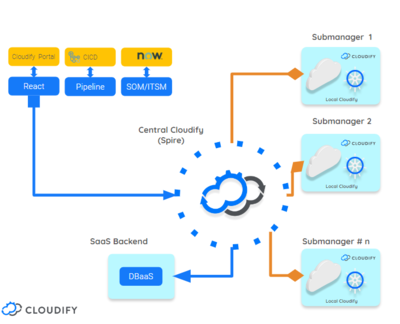 Cloudify Portal
CICD
now
React
Pipeline
SDM/ITSM
Central Cloudify
(Spire)
Submanager 1
CLOUDIFY
Local Cloudify
Submanager 2
CLOUDIFY
Local Cloudify
Submanager # n
CLOUDIFY
Local Cloudify
SaaS Backend
DBaaS
CLOUDIFY